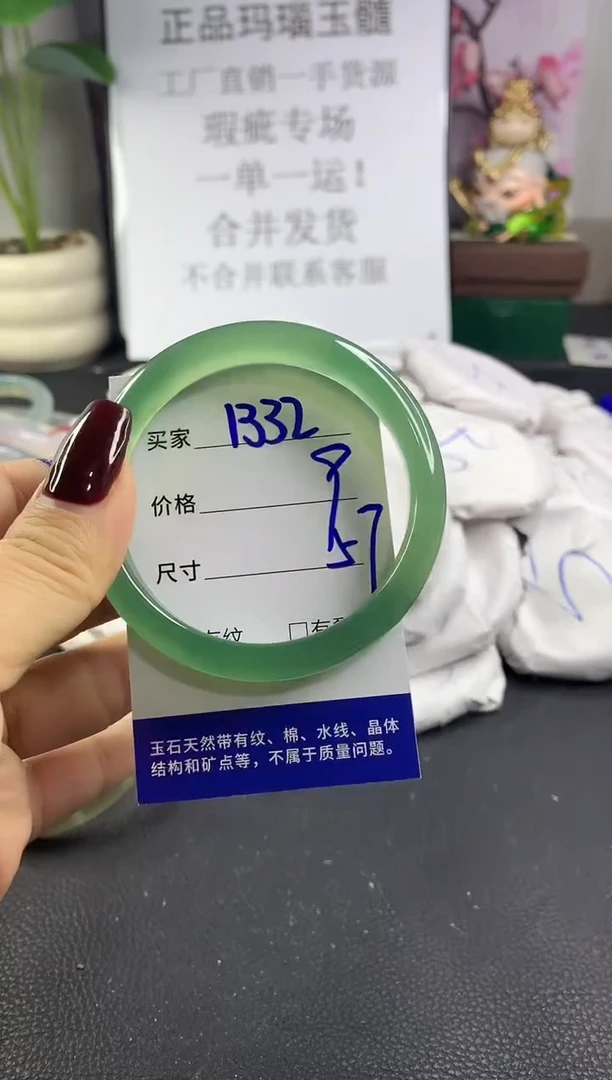 正品玛瑙玉髓
工厂直销一手货源
瑕疵专场
一单一运！
合并发货
不合并联系客服
买家 1332
价格
尺寸 57
纹 □有
玉石天然带有纹、棉、水线、晶体
结构和矿点等，不属于质量问题。